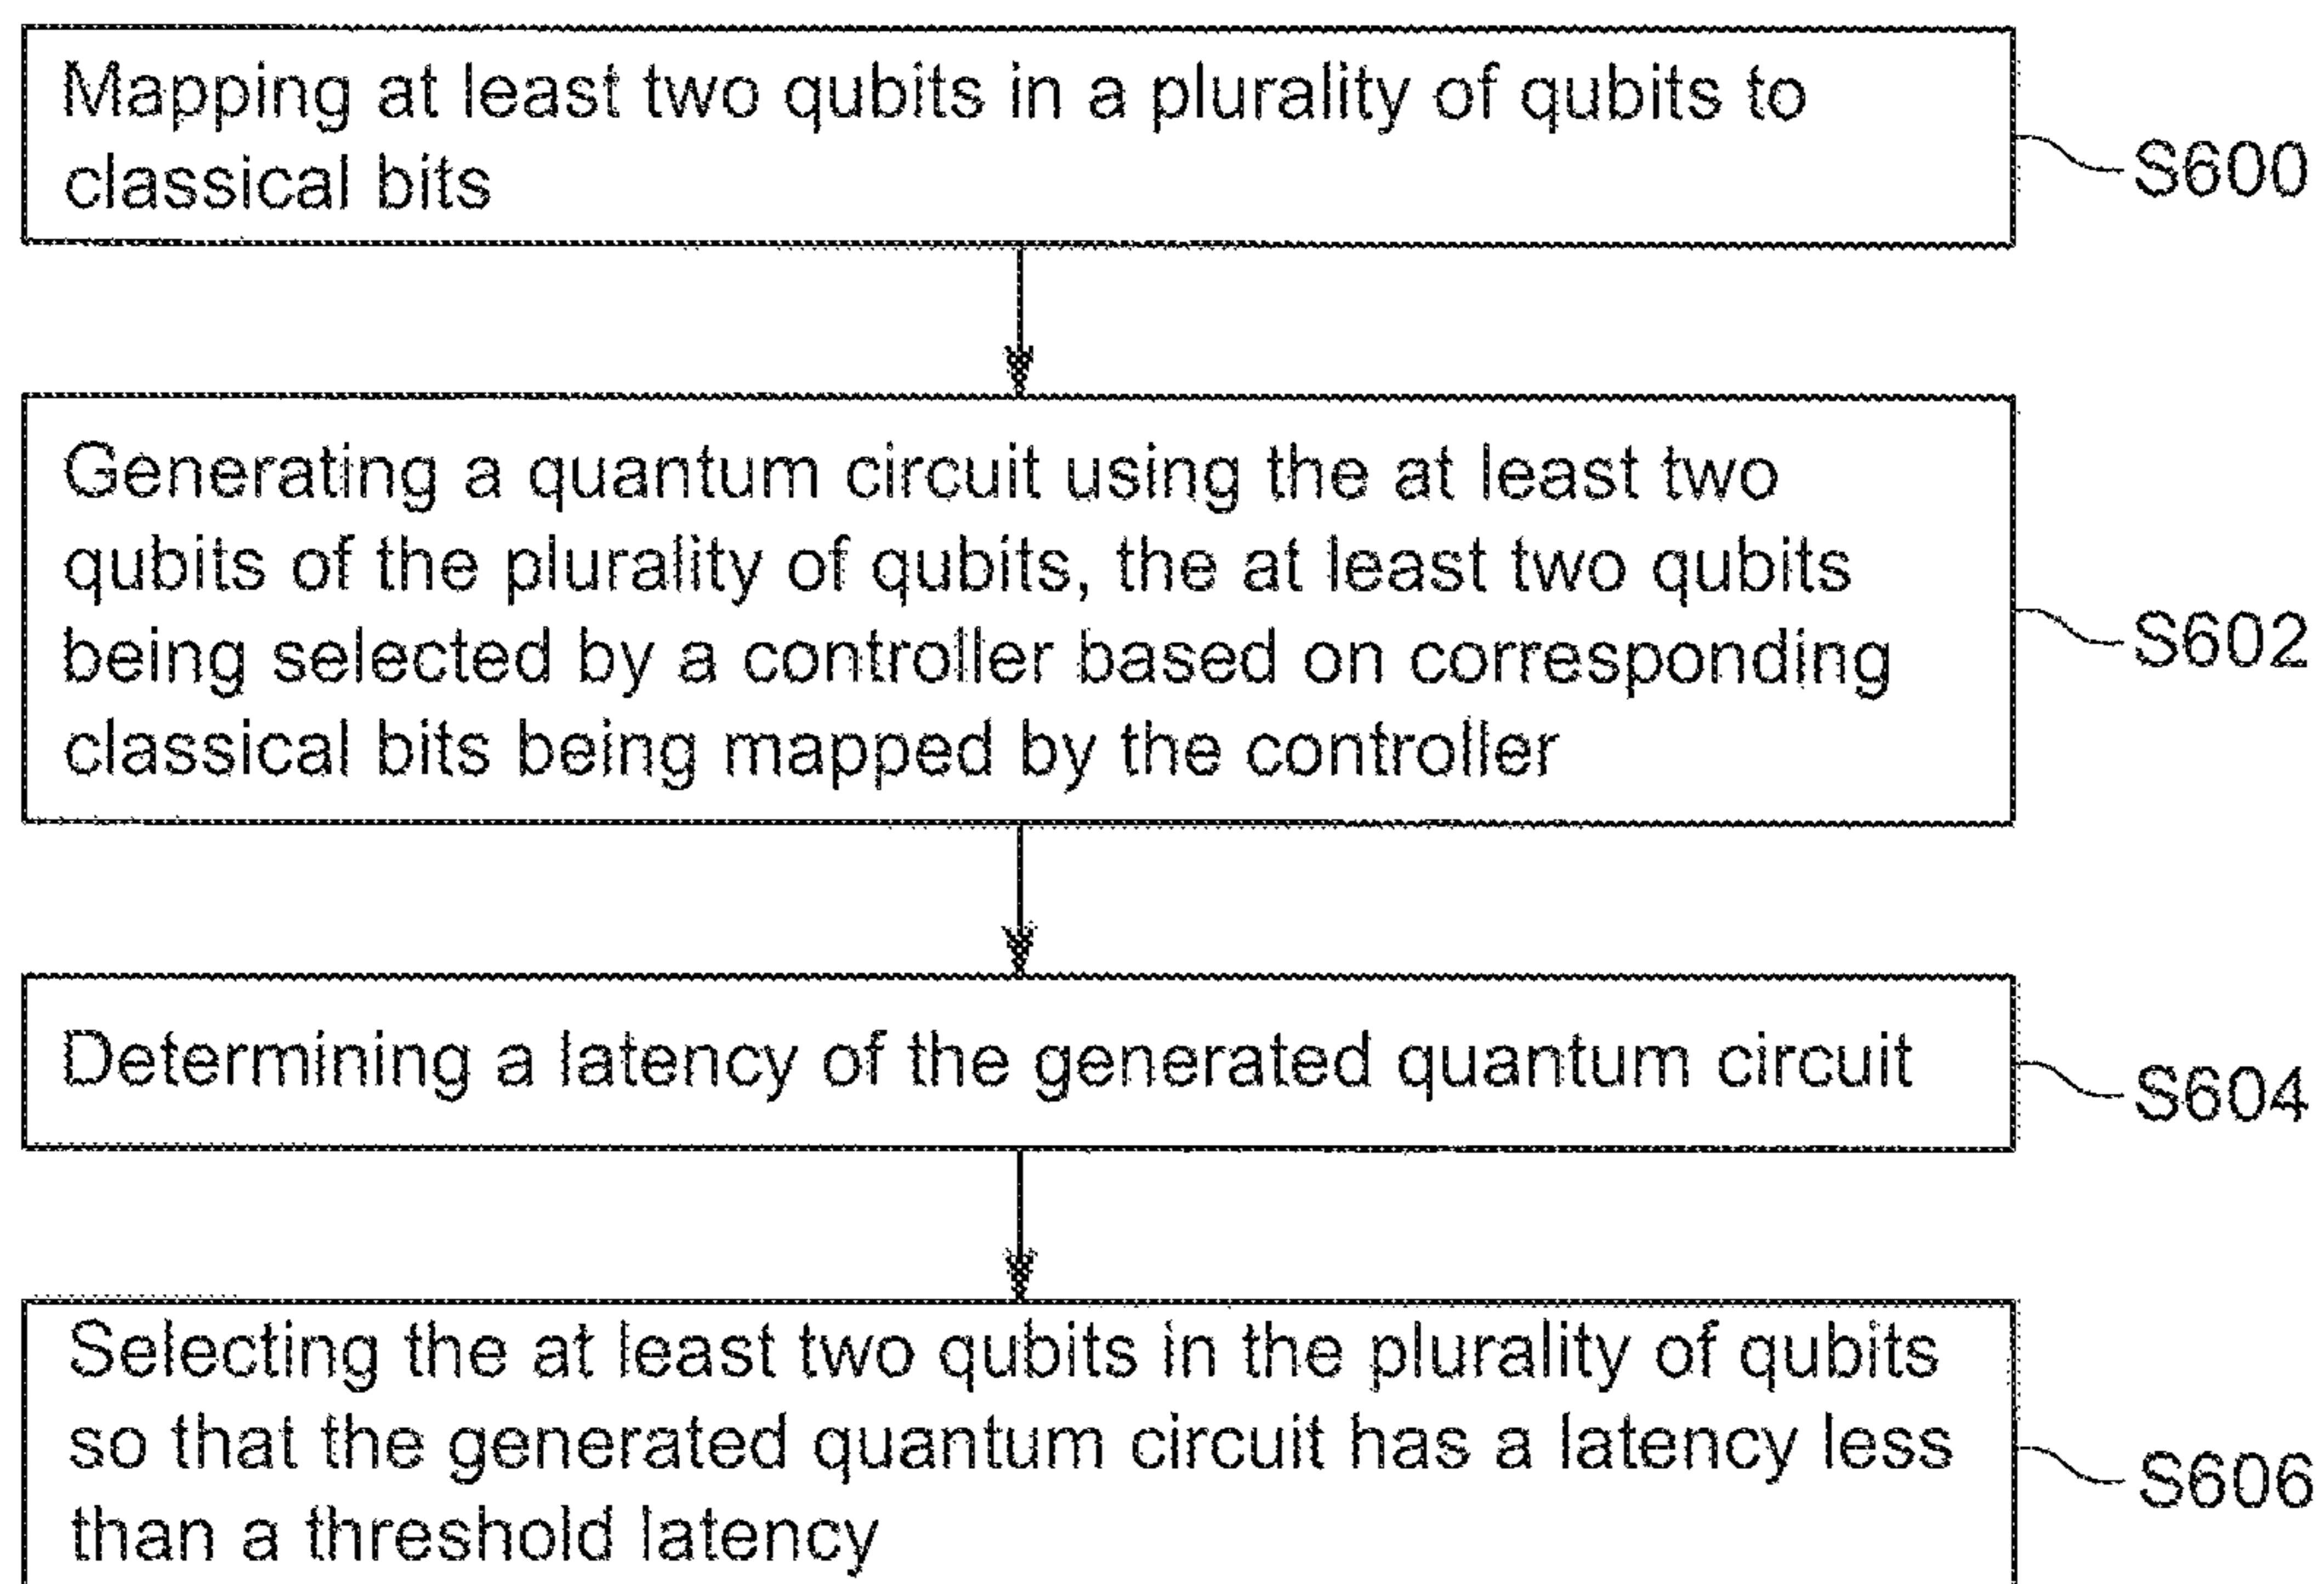 Mapping at least two qubits in a plurality of qubits to
classical bits
S600
Generating a quantum circuit using the at least two
qubits of the plurality of qubits, the at least two qubits
being selected by a controller based on corresponding
classical bits being mapped by the controller
S602
Determining a latency of the generated quantum circuit
S604
Selecting the at least two qubits in the plurality of qubits
so that the generated quantum circuit has a latency less
than a threshold latency
S606